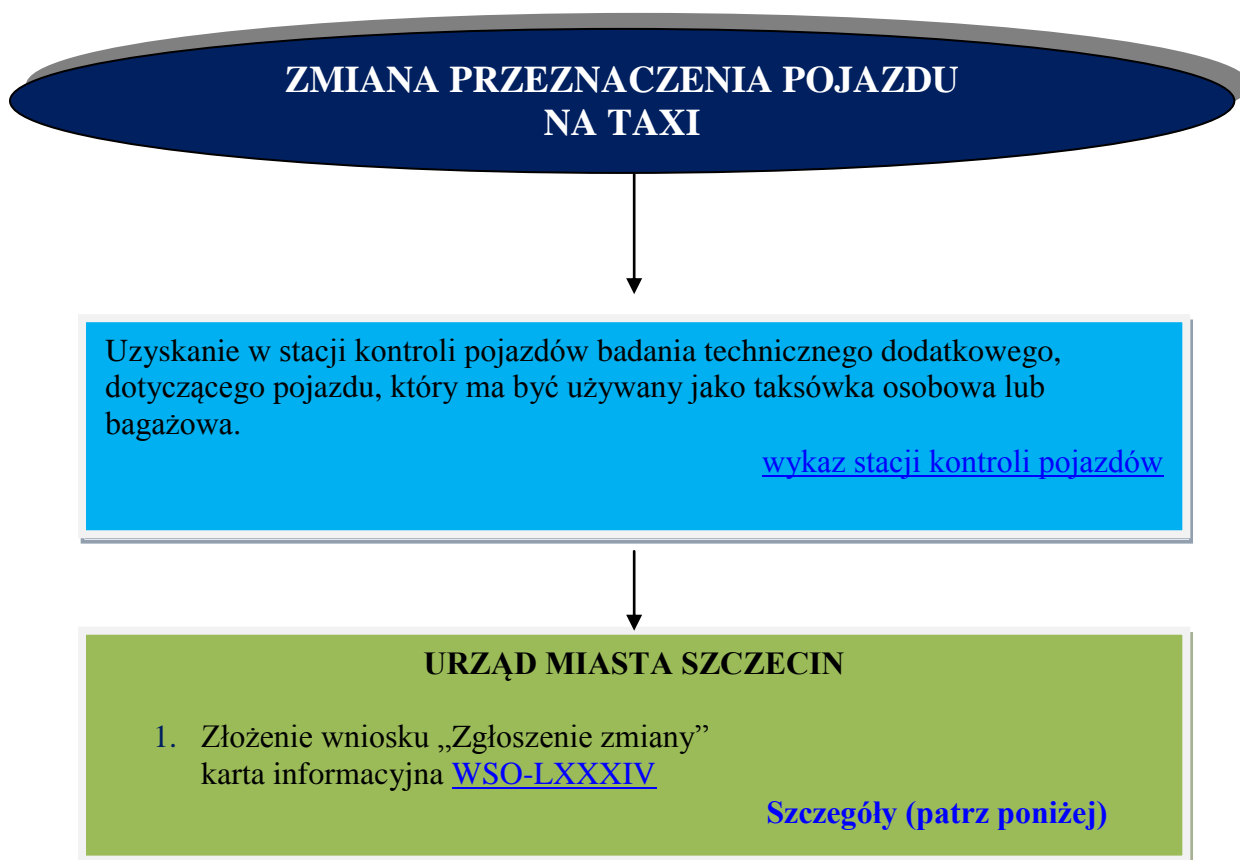 ZMIANA PRZEZNACZENIA POJAZDU
NA TAXI
Uzyskanie w stacji kontroli pojazdów badania technicznego dodatkowego,
dotyczącego pojazdu, który ma być używany jako taksówka osobowa lub
bagażowa.
wykaz stacji kontroli pojazdów
URZĄD MIASTA SZCZECIN
1. Złożenie wniosku „Zgłoszenie zmiany”
karta informacyjna WSO-LXXXIV
Szczegóły (patrz poniżej)